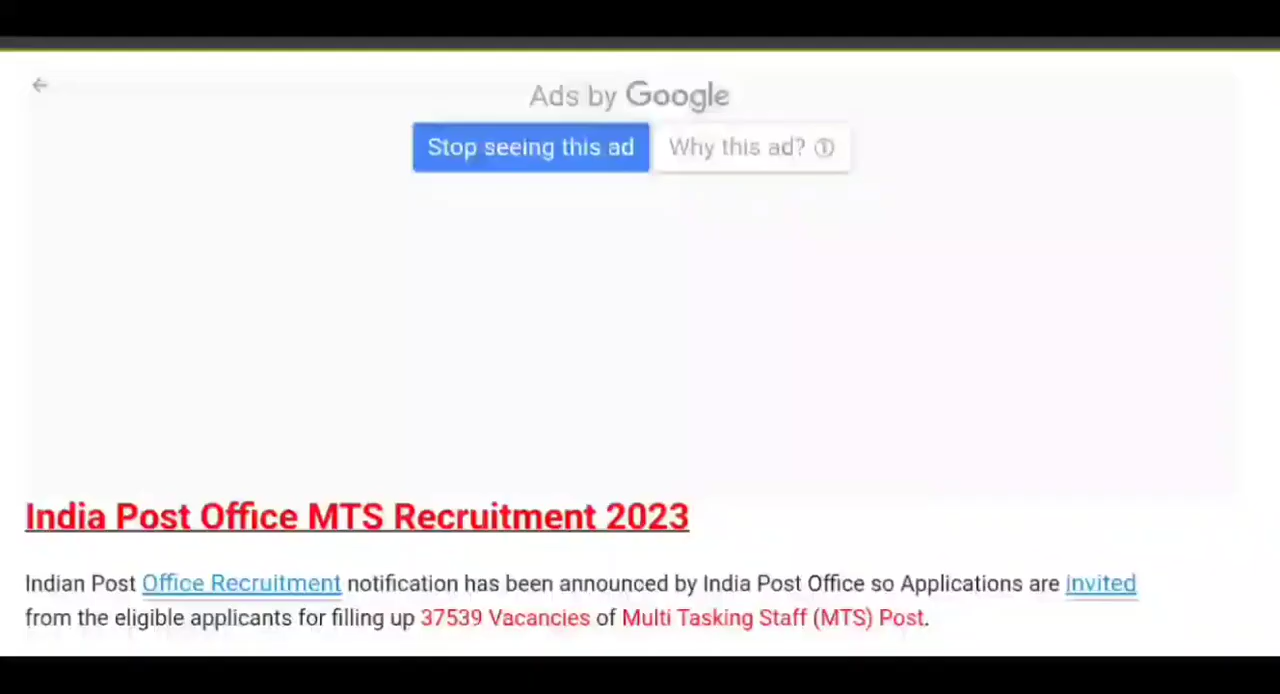 Ads by Google
Stop seeing this ad Why this ad?
India Post Office MTS Recruitment 2023
Indian Post Office Recruitment notification has been announced by India Post Office so Applications are invited
from the eligible applicants for filling up 37539 Vacancies of Multi Tasking Staff (MTS) Post.